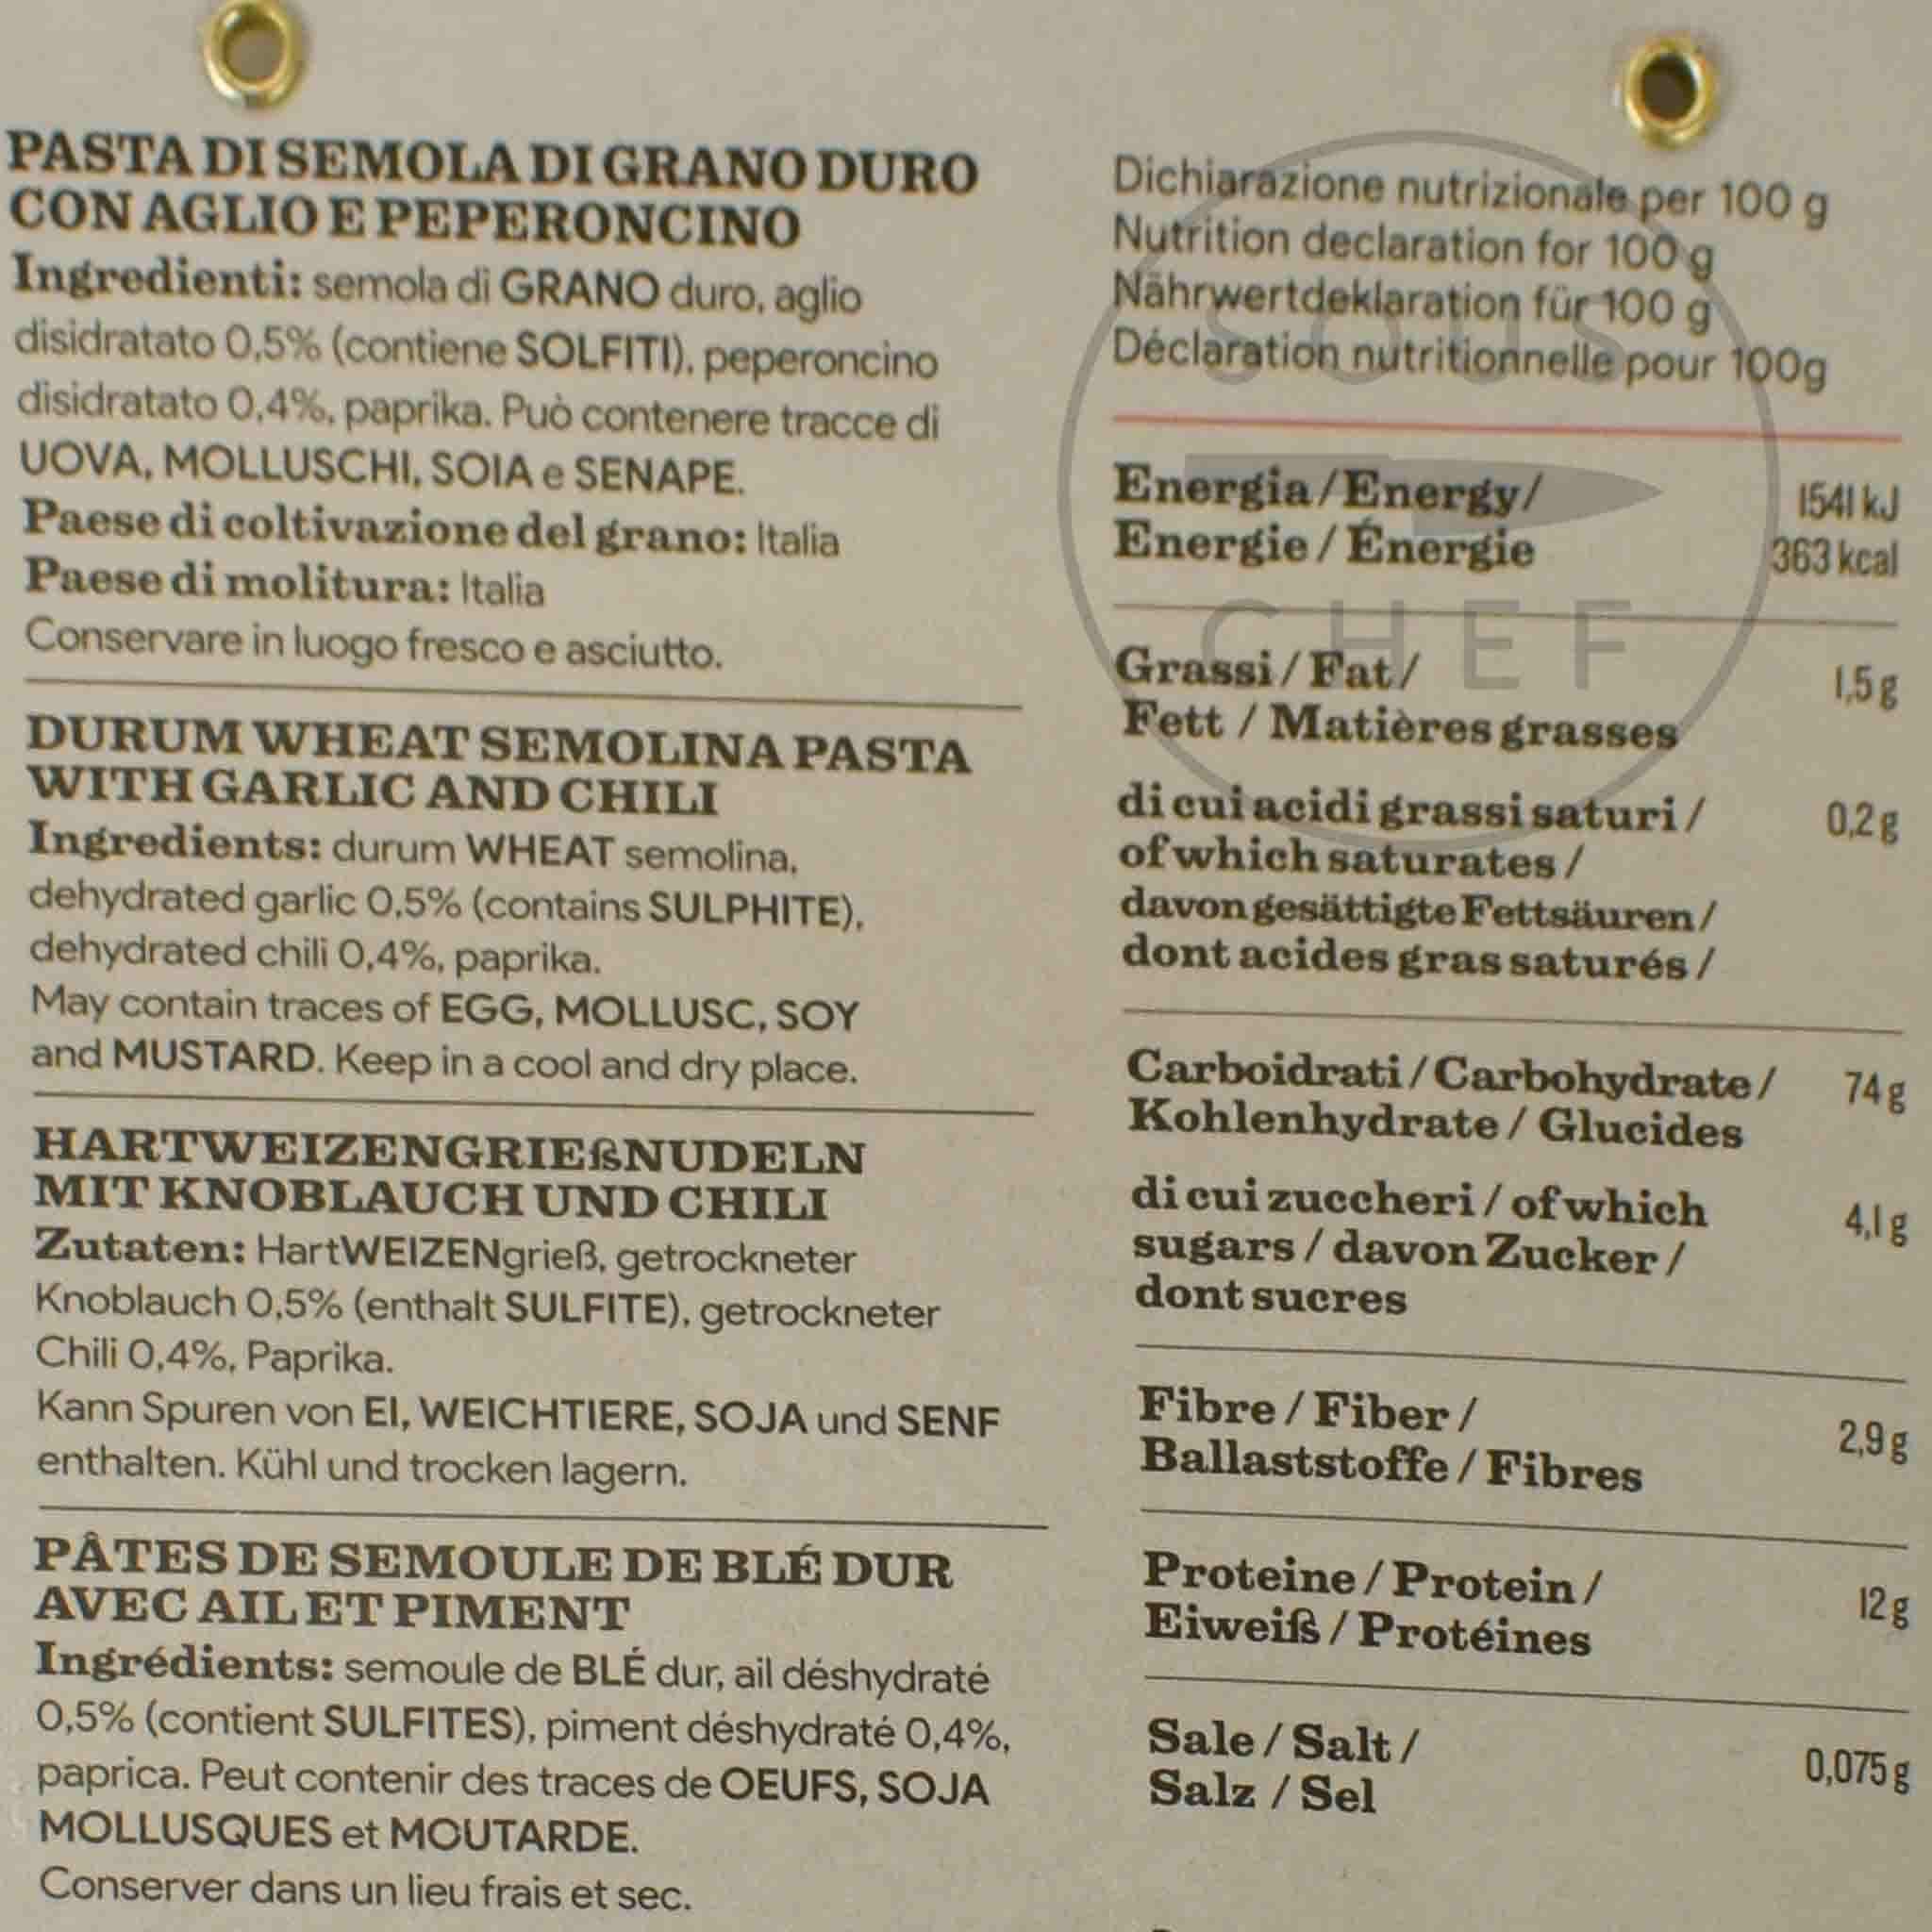 PASTA DI SEMOLA DI GRANO DURO
CON AGLIO E PEPERONCINO
Ingredienti: semola di GRANO duro, aglio
disidratato 0,5% (contiene SOLFITI), peperoncino
disidratato 0,4%, paprika. Può contenere tracce di
UOVA, MOLLUSCHI, SOIA e SENAPE.
Paese di coltivazione del grano: Italia
Paese di molitura: Italia
Conservare in luogo fresco e asciutto.
DURUM WHEAT SEMOLINA PASTA
WITH GARLIC AND CHILI
Ingredients: durum WHEAT semolina,
dehydrated garlic 0,5% (contains SULPHITE),
dehydrated chili 0,4%, paprika.
May contain traces of EGG, MOLLUSC, SOY
and MUSTARD. Keep in a cool and dry place.
HARTWEIZENGRIEßNUDELN
MIT KNOBLAUCH UND CHILI
Zutaten: HartWEIZENgrieß, getrockneter
Knoblauch 0,5% (enthalt SULFITE), getrockneter
Chili 0,4%, Paprika.
Kann Spuren von EI, WEICHTIERE, SOJA und SENF
enthalten. Kühl und trocken lagern.
PÂTES DE SEMOULE DE BLÉ DUR
AVEC AIL ET PIMENT
Ingrédients: semoule de BLÉ dur, ail déshydraté
0,5% (contient SULFITES), piment déshydraté 0,4%,
paprica. Peut contenir des traces de OEUFS, SOJA
MOLLUSQUES et MOUTARDE.
Conserver dans un lieu frais et sec.
Dichiarazione nutrizionale per 100 g
Nutrition declaration for 100 g
Nährwertdeklaration für 100 g
Déclaration nutritionnelle pour 100g
SOUS
CHEF
Energia / Energy / 1541 kJ
Energie / Énergie 363 kcal
Grassi / Fat / 1,5 g
Fett / Matières grasses
di cui acidi grassi saturi / 0,2 g
of which saturates /
davon gesättigte Fettsäuren /
dont acides gras saturés /
Carboidrati / Carbohydrate / 74 g
Kohlenhydrate / Glucides
di cui zuccheri / of which 4,1 g
sugars / davon Zucker /
dont sucres
Fibre / Fiber / 2,9 g
Ballaststoffe / Fibres
Proteine / Protein / 12 g
Eiweiß / Protéines
Sale / Salt / 0,075 g
Salz / Sel